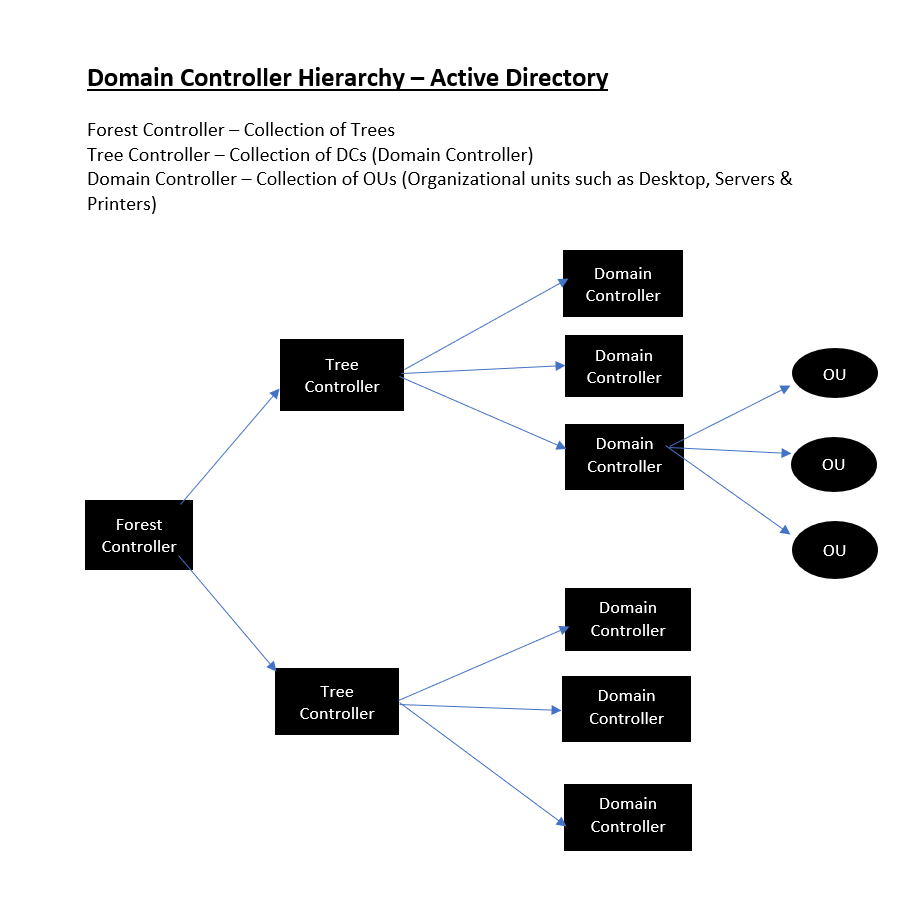 Domain Controller Hierarchy – Active Directory
Forest Controller – Collection of Trees
Tree Controller – Collection of DCs (Domain Controller)
Domain Controller – Collection of OUs (Organizational units such as Desktop, Servers &
Printers)
Domain
Controller
Tree
Controller
Domain
Controller
OU
Domain
Controller
OU
Forest
Controller
OU
Domain
Controller
Tree
Controller
Domain
Controller
Domain
Controller